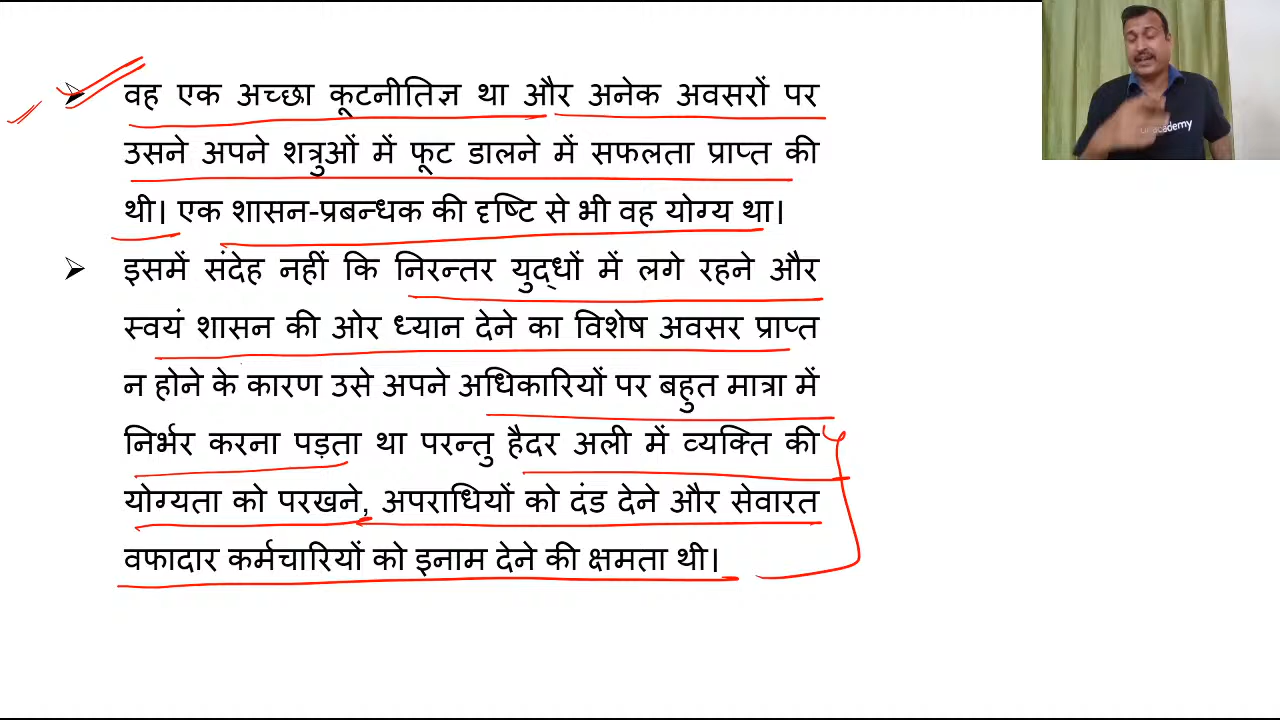 ➢ वह एक अच्छा कूटनीतिज्ञ था और अनेक अवसरों पर
उसने अपने शत्रुओं में फूट डालने में सफलता प्राप्त की
थी। एक शासन-प्रबन्धक की दृष्टि से भी वह योग्य था।
➢ इसमें संदेह नहीं कि निरन्तर युद्धों में लगे रहने और
स्वयं शासन की ओर ध्यान देने का विशेष अवसर प्राप्त
न होने के कारण उसे अपने अधिकारियों पर बहुत मात्रा में
निर्भर करना पड़ता था परन्तु हैदर अली में व्यक्ति की
योग्यता को परखने, अपराधियों को दंड देने और सेवारत
वफादार कर्मचारियों को इनाम देने की क्षमता थी।